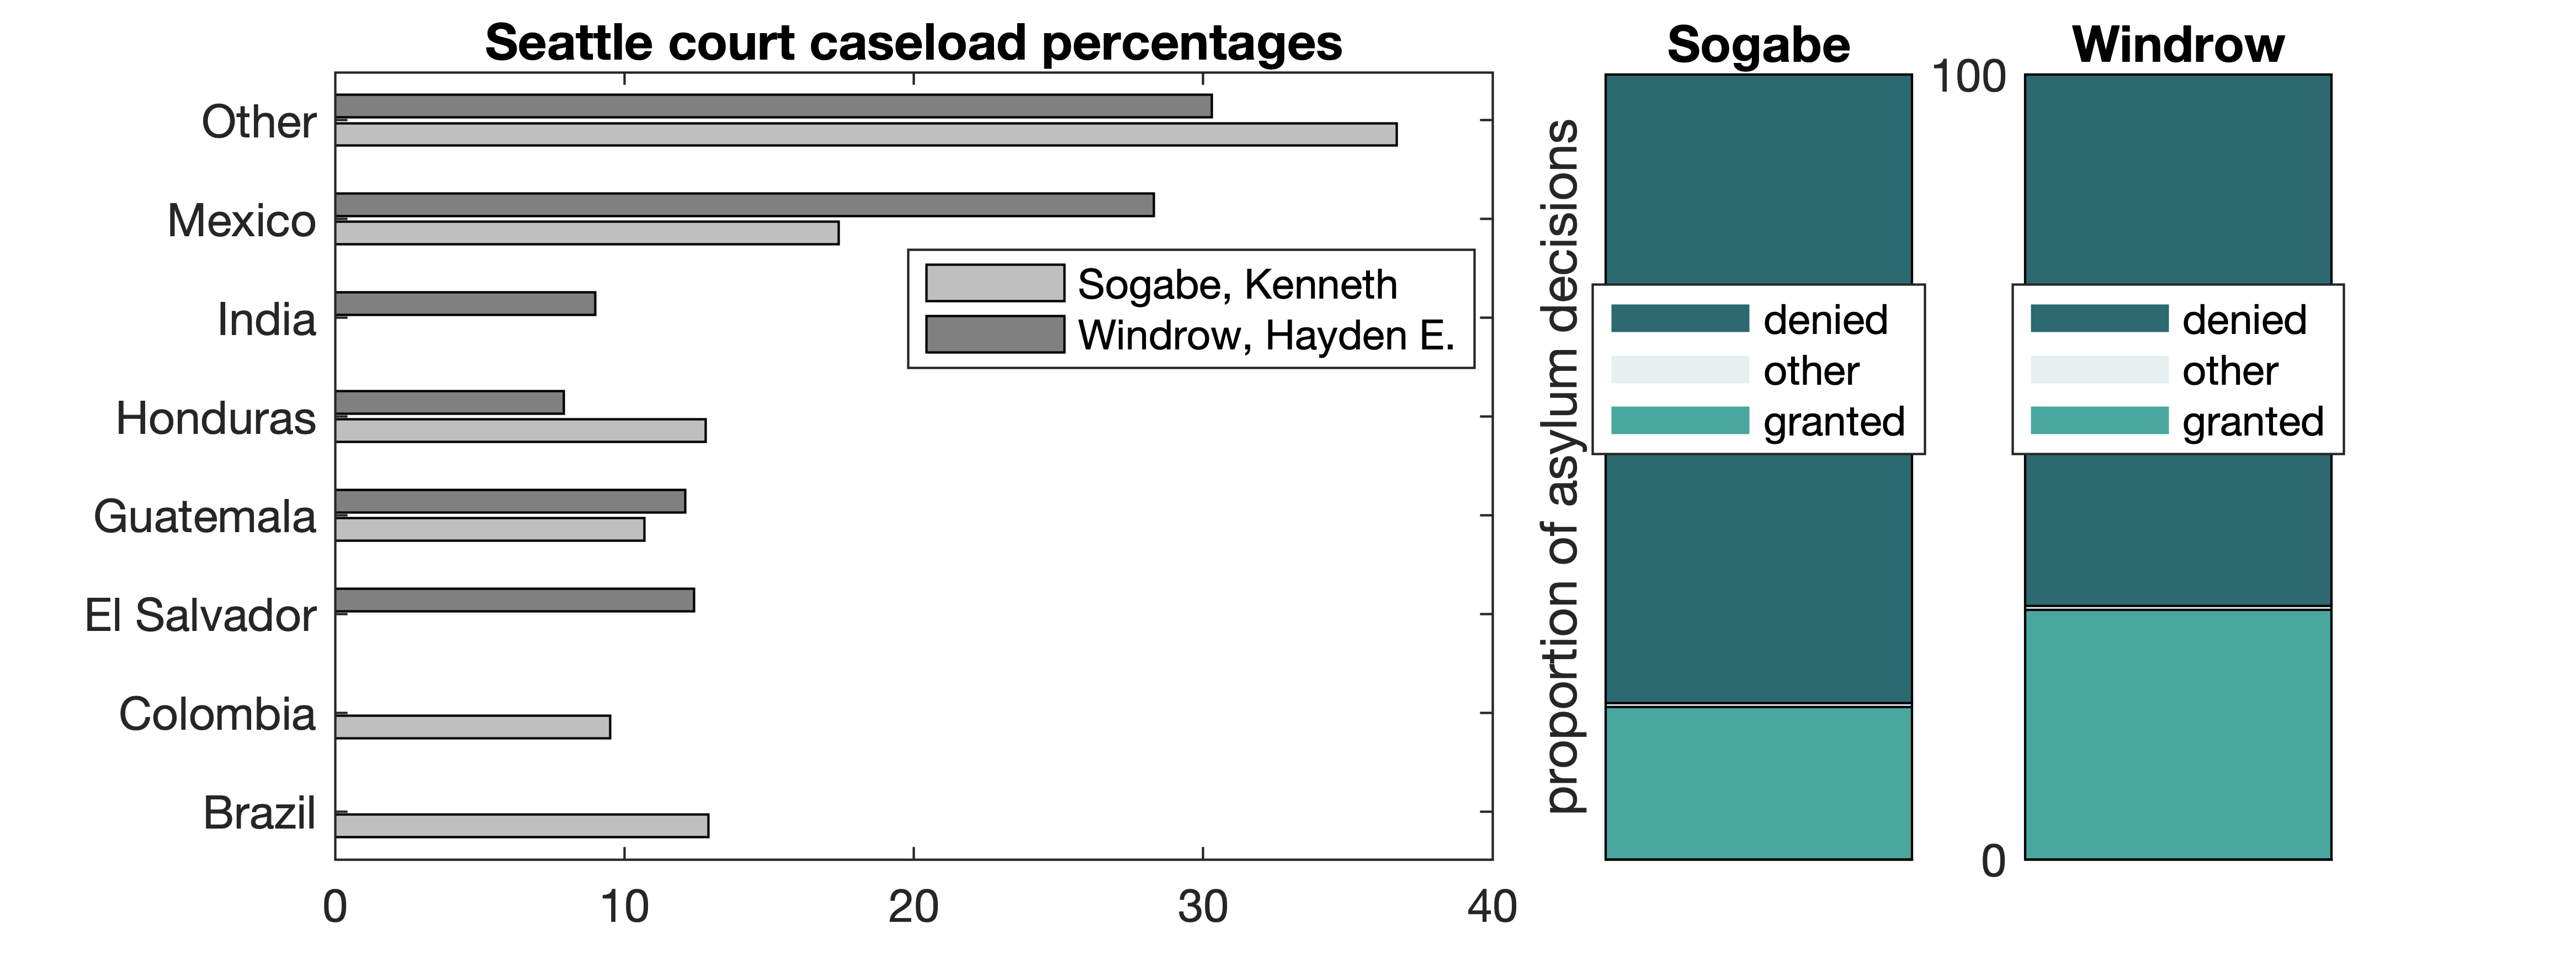 Seattle court caseload percentages
Other
Mexico
India
Honduras
Guatemala
El Salvador
Colombia
Brazil
0 10 20 30 40
Sogabe, Kenneth
Windrow, Hayden E.
proportion of asylum decisions
Sogabe
denied
other
granted
Windrow
100
0
denied
other
granted